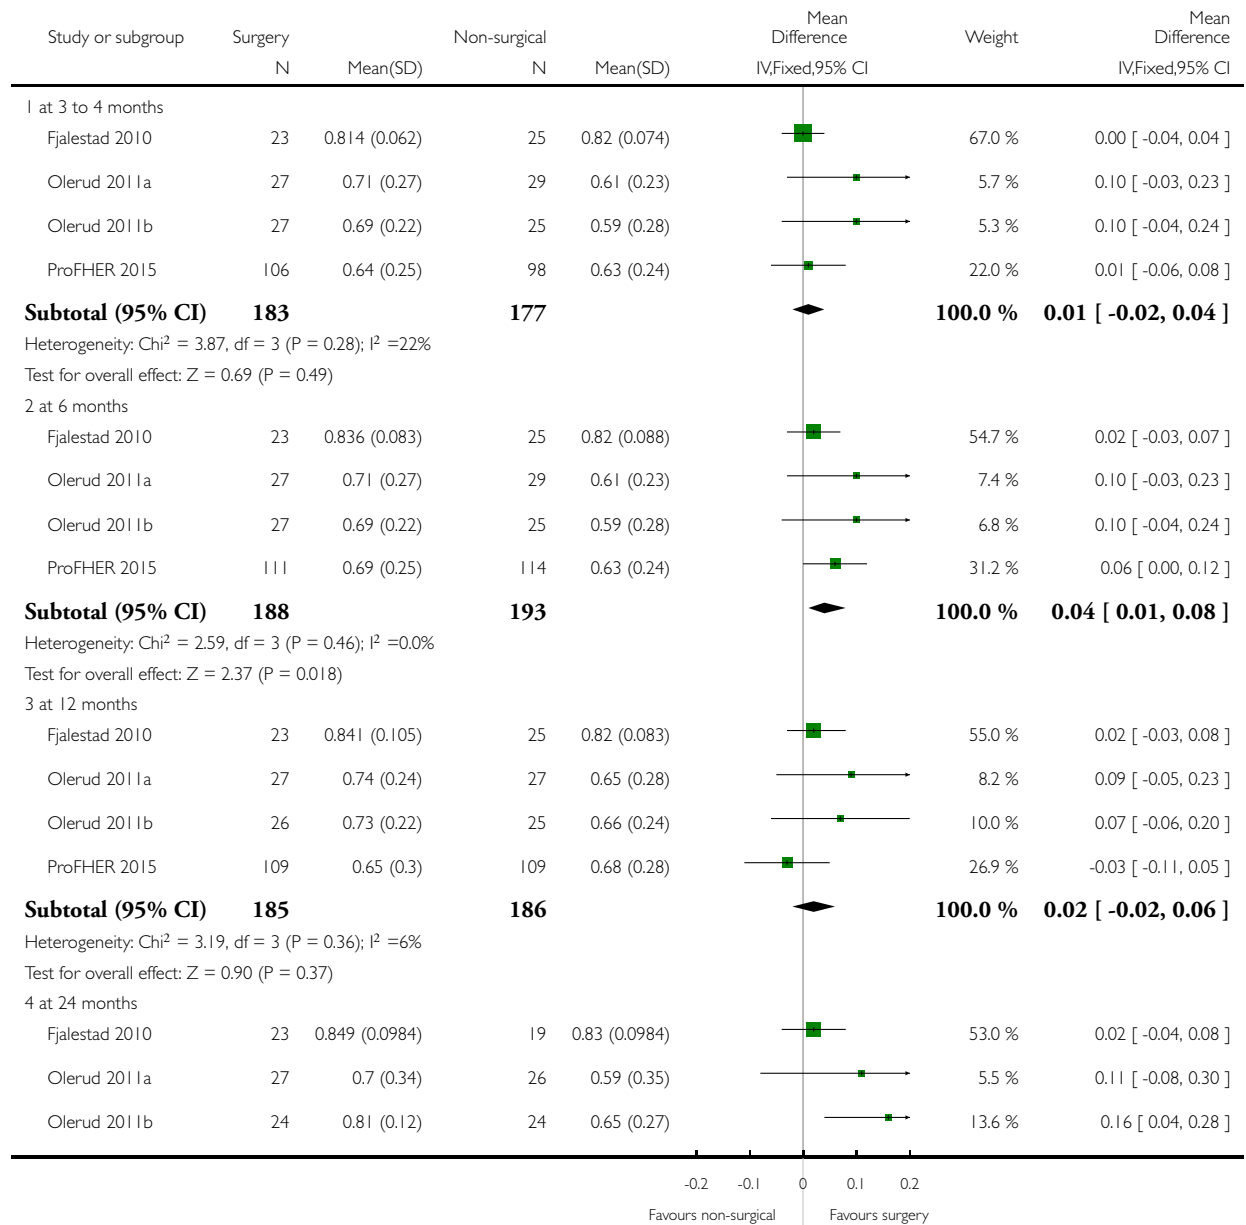 Study or subgroup Surgery Non-surgical Mean Difference Weight Mean Difference
N Mean(SD) N Mean(SD) IV,Fixed,95% CI IV,Fixed,95% CI
1 at 3 to 4 months
Fjalestad 2010 23 0.814 (0.062) 25 0.82 (0.074) 67.0 % 0.00 [ -0.04, 0.04 ]
Olerud 2011a 27 0.71 (0.27) 29 0.61 (0.23) 5.7 % 0.10 [ -0.03, 0.23 ]
Olerud 2011b 27 0.69 (0.22) 25 0.59 (0.28) 5.3 % 0.10 [ -0.04, 0.24 ]
ProFHER 2015 106 0.64 (0.25) 98 0.63 (0.24) 22.0 % 0.01 [ -0.06, 0.08 ]
Subtotal (95% CI) 183 177 100.0 % 0.01 [ -0.02, 0.04 ]
Heterogeneity: Chi² = 3.87, df = 3 (P = 0.28); I² =22%
Test for overall effect: Z = 0.69 (P = 0.49)
2 at 6 months
Fjalestad 2010 23 0.836 (0.083) 25 0.82 (0.088) 54.7 % 0.02 [ -0.03, 0.07 ]
Olerud 2011a 27 0.71 (0.27) 29 0.61 (0.23) 7.4 % 0.10 [ -0.03, 0.23 ]
Olerud 2011b 27 0.69 (0.22) 25 0.59 (0.28) 6.8 % 0.10 [ -0.04, 0.24 ]
ProFHER 2015 111 0.69 (0.25) 114 0.63 (0.24) 31.2 % 0.06 [ 0.00, 0.12 ]
Subtotal (95% CI) 188 193 100.0 % 0.04 [ 0.01, 0.08 ]
Heterogeneity: Chi² = 2.59, df = 3 (P = 0.46); I² =0.0%
Test for overall effect: Z = 2.37 (P = 0.018)
3 at 12 months
Fjalestad 2010 23 0.841 (0.105) 25 0.82 (0.083) 55.0 % 0.02 [ -0.03, 0.08 ]
Olerud 2011a 27 0.74 (0.24) 27 0.65 (0.28) 8.2 % 0.09 [ -0.05, 0.23 ]
Olerud 2011b 26 0.73 (0.22) 25 0.66 (0.24) 10.0 % 0.07 [ -0.06, 0.20 ]
ProFHER 2015 109 0.65 (0.3) 109 0.68 (0.28) 26.9 % -0.03 [ -0.11, 0.05 ]
Subtotal (95% CI) 185 186 100.0 % 0.02 [ -0.02, 0.06 ]
Heterogeneity: Chi² = 3.19, df = 3 (P = 0.36); I² =6%
Test for overall effect: Z = 0.90 (P = 0.37)
4 at 24 months
Fjalestad 2010 23 0.849 (0.0984) 19 0.83 (0.0984) 53.0 % 0.02 [ -0.04, 0.08 ]
Olerud 2011a 27 0.7 (0.34) 26 0.59 (0.35) 5.5 % 0.11 [ -0.08, 0.30 ]
Olerud 2011b 24 0.81 (0.12) 24 0.65 (0.27) 13.6 % 0.16 [ 0.04, 0.28 ]
-0.2 -0.1 0 0.1 0.2
Favours non-surgical Favours surgery